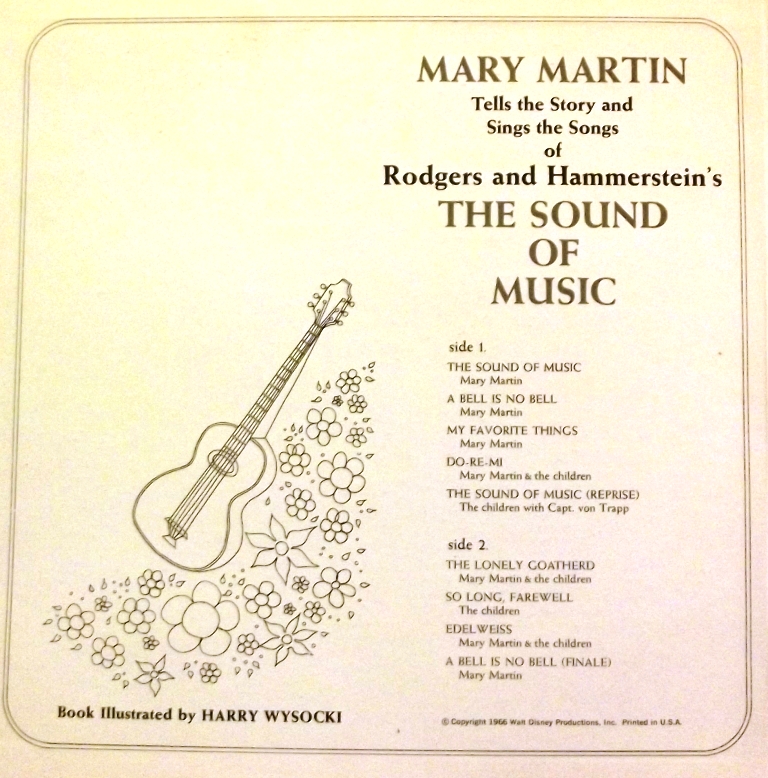 MARY MARTIN
Tells the Story and
Sings the Songs
of
Rodgers and Hammerstein's
THE SOUND
OF
MUSIC
side 1.
THE SOUND OF MUSIC
Mary Martin
A BELL IS NO BELL
Mary Martin
MY FAVORITE THINGS
Mary Martin
DO-RE-MI
Mary Martin & the children
THE SOUND OF MUSIC (REPRISE)
The children with Capt. von Trapp
side 2.
THE LONELY GOATHERD
Mary Martin & the children
SO LONG, FAREWELL
The children
EDELWEISS
Mary Martin & the children
A BELL IS NO BELL (FINALE)
Mary Martin
Book Illustrated by HARRY WYSOCKI
© Copyright 1966 Walt Disney Productions, Inc. Printed in U.S.A.